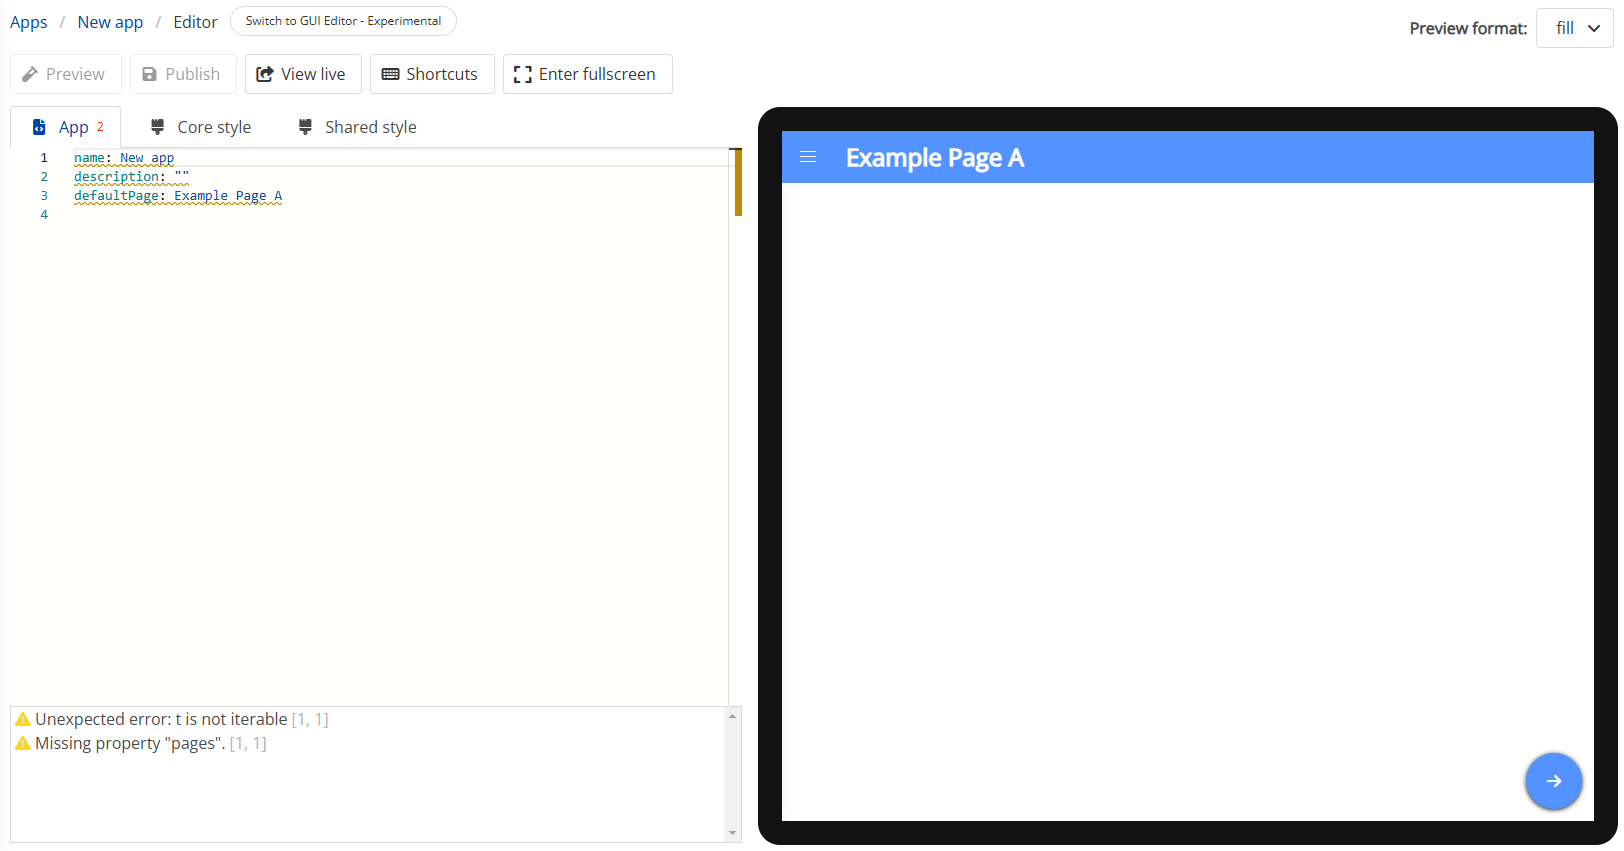 Apps / New app / Editor Switch to GUI Editor - Experimental
Preview format: fill
Preview Publish View live Shortcuts Enter fullscreen
App 2 Core style Shared style
1 name: New app
2 description: ""
3 defaultPage: Example Page A
4
Unexpected error: t is not iterable [1, 1]
Missing property "pages". [1, 1]
Example Page A